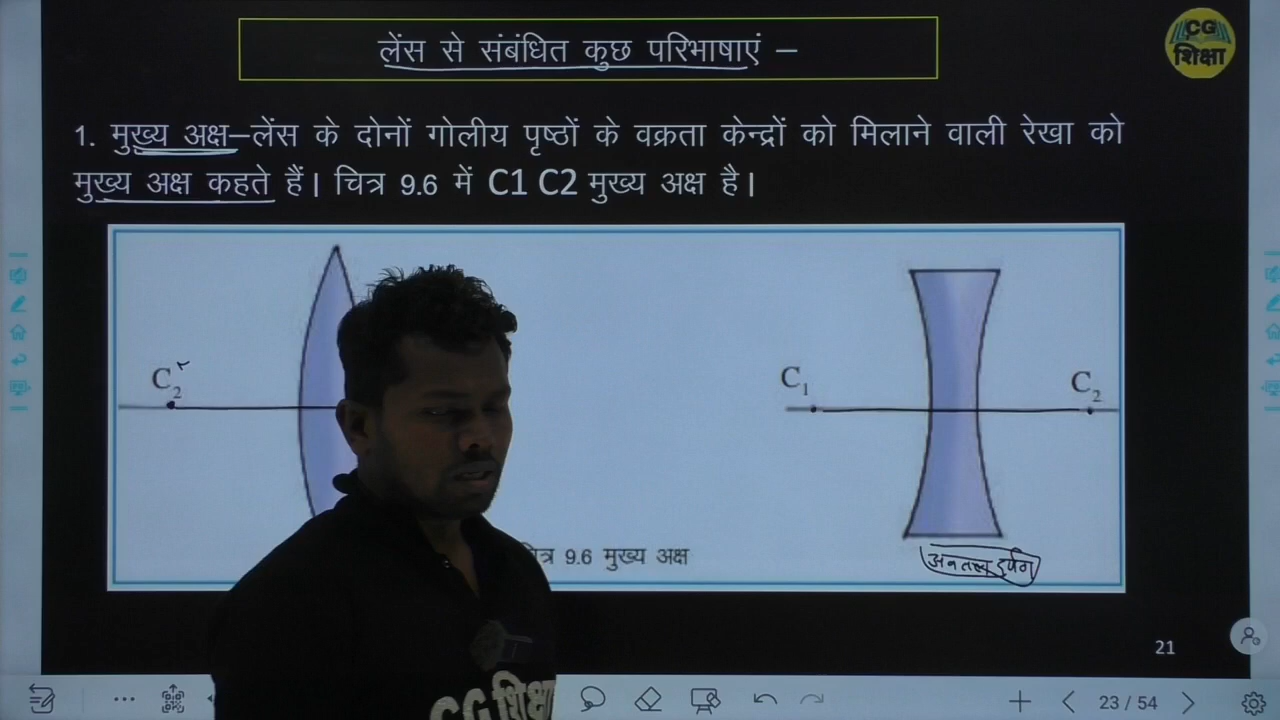 लेंस से संबंधित कुछ परिभाषाएं –
CG
शिक्षा
1. मुख्य अक्ष–लेंस के दोनों गोलीय पृष्ठों के वक्रता केन्द्रों को मिलाने वाली रेखा को
मुख्य अक्ष कहते हैं। चित्र 9.6 में C1 C2 मुख्य अक्ष है।
C2
C1
C2
चित्र 9.6 मुख्य अक्ष
21
CG शिक्षा
23 / 54